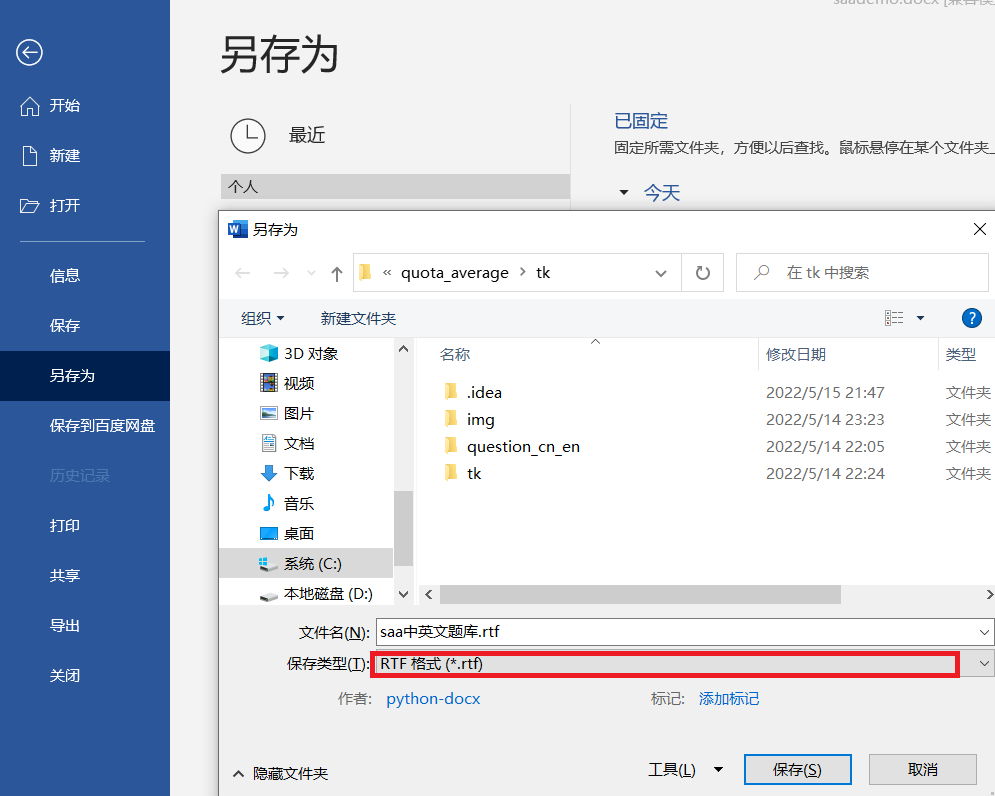 saademo.docx [兼容模
另存为
开始
新建
打开
信息
保存
另存为
保存到百度网盘
历史记录
打印
共享
导出
关闭
最近
个人
已固定
固定所需文件夹，方便以后查找。鼠标悬停在某个文件夹_
今天
另存为
« quota_average › tk
在 tk 中搜索
组织 新建文件夹
3D 对象
视频
图片
文档
下载
音乐
桌面
系统 (C:)
本地磁盘 (D:)
名称 修改日期 类型
.idea 2022/5/15 21:47 文件夹
img 2022/5/14 23:23 文件夹
question_cn_en 2022/5/14 22:05 文件夹
tk 2022/5/14 22:24 文件夹
文件名(N): saa中英文题库.rtf
保存类型(T): RTF 格式 (*.rtf)
作者: python-docx 标记: 添加标记
隐藏文件夹 工具(L) 保存(S) 取消